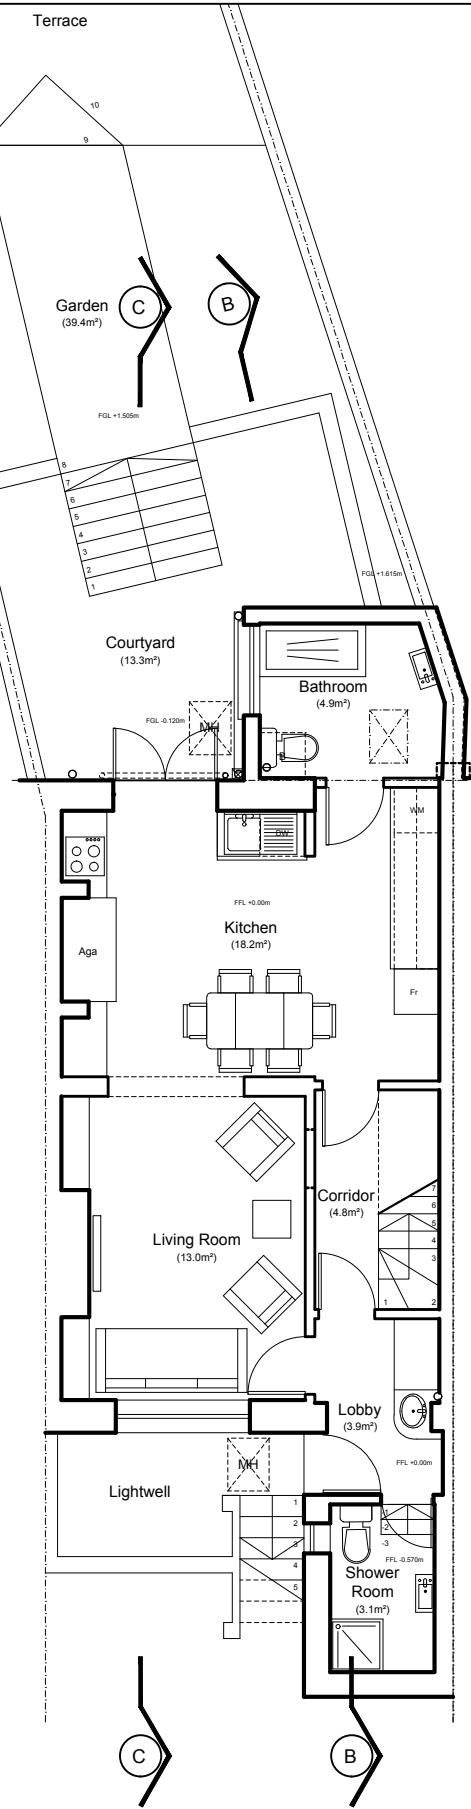 Terrace
10
9
Garden
(39.4m²)
C
B
FGL +1.505m
8
7
6
5
4
3
2
1
FGL +1.615m
Courtyard
(13.3m²)
Bathroom
(4.9m²)
FGL -0.120m
MH
WM
DW
FFL +0.00m
Kitchen
(18.2m²)
Aga
Fr
Corridor
(4.8m²)
7
6
5
4
3
2
1
Living Room
(13.0m²)
Lobby
(3.9m²)
FFL +0.00m
MH
Lightwell
1
2
3
4
5
-1
-2
-3
FFL -0.570m
Shower
Room
(3.1m²)
C
B